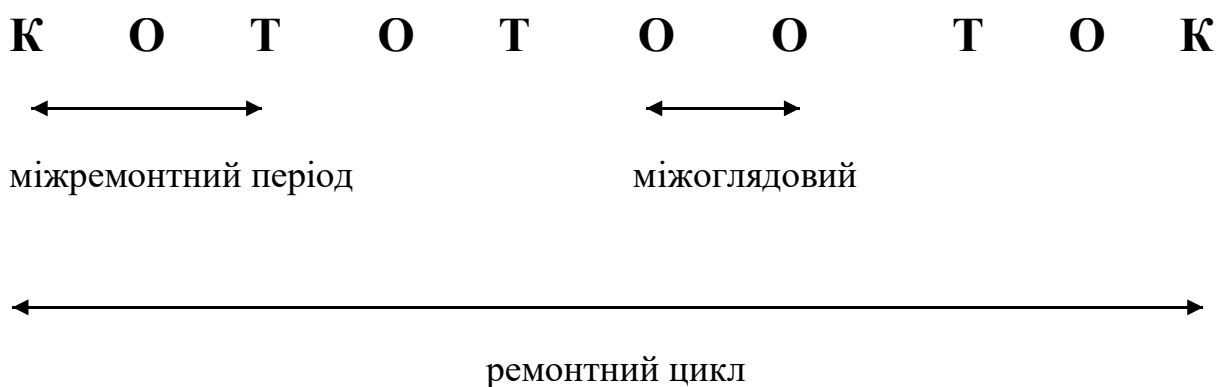 К О Т О Т О О Т О К
міжремонтний період міжоглядовий
ремонтний цикл